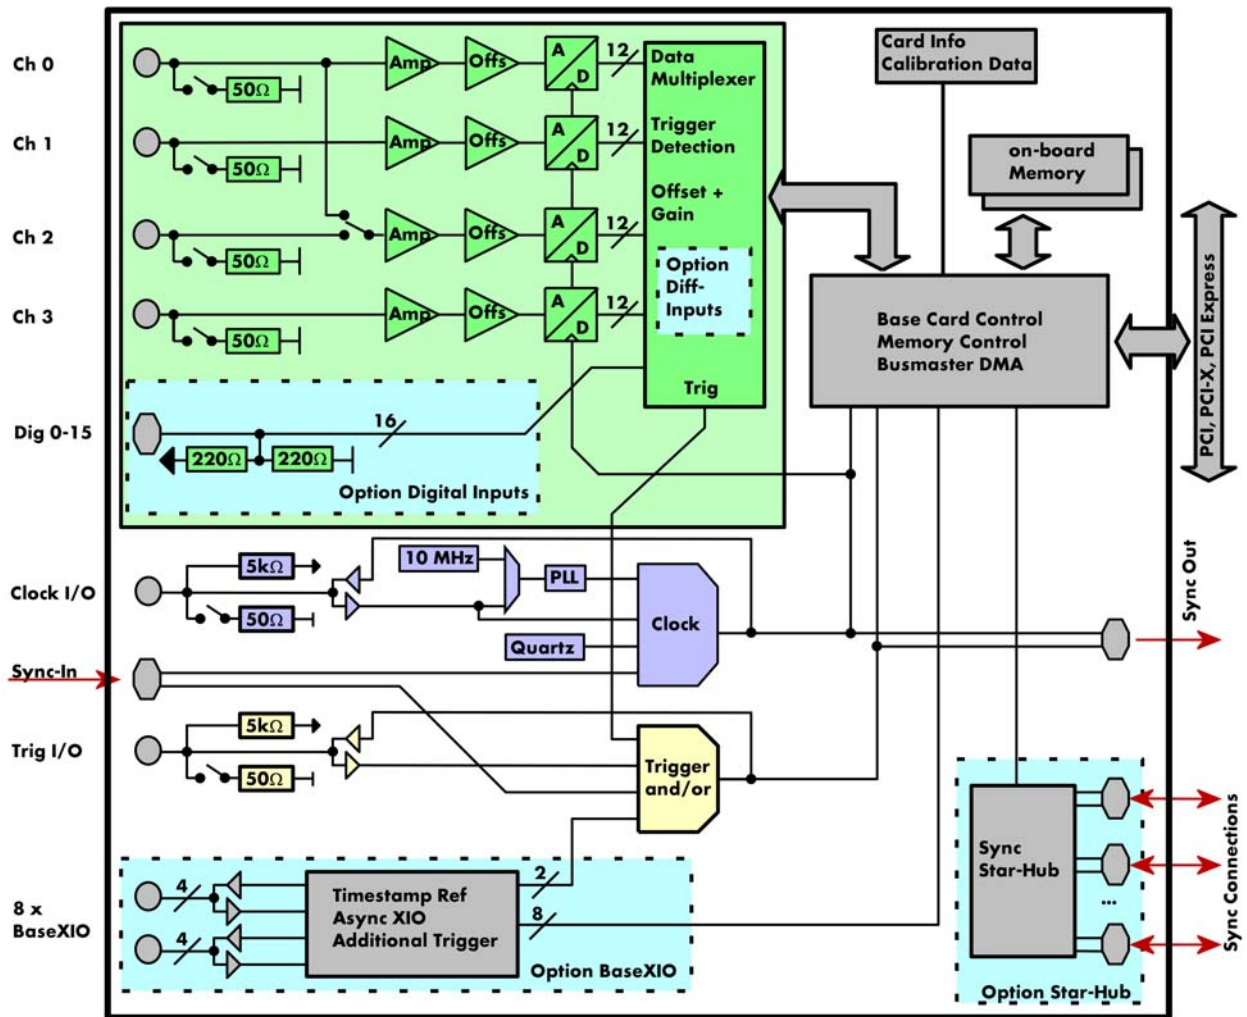 Ch 0
50Ω
Amp
Offs
A
D
12
Data
Multiplexer
Card Info
Calibration Data
Ch 1
50Ω
Amp
Offs
A
D
12
Trigger
Detection
on-board
Memory
Offset +
Gain
Ch 2
50Ω
Amp
Offs
A
D
12
Option
Diff-
Inputs
Ch 3
50Ω
Amp
Offs
A
D
12
Base Card Control
Memory Control
Busmaster DMA
PCI, PCI-X, PCI Express
Trig
Dig 0-15
16
220Ω
220Ω
Option Digital Inputs
Clock I/O
5kΩ
50Ω
10 MHz
PLL
Clock
Quartz
Sync Out
Sync-In
Trig I/O
5kΩ
50Ω
Trigger
and/or
8 x
BaseXIO
4
4
Timestamp Ref
Async XIO
Additional Trigger
2
8
Option BaseXIO
Sync
Star-Hub
...
Option Star-Hub
Sync Connections